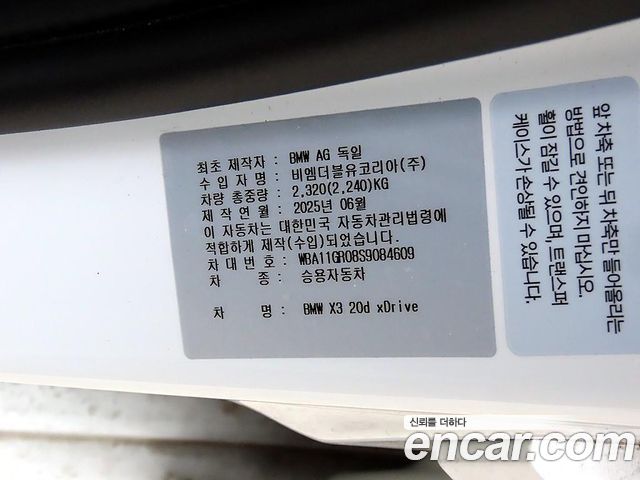 최초 제작자 : BMW AG 독일
수 입 자 명 : 비엠더블유코리아(주)
차량 총중량 : 2,320(2,240)KG
제 작 연 월 : 2025년 06월
이 자동차는 대한민국 자동차관리법령에
적합하게 제작(수입)되었습니다.
차 대 번 호 : WBA11GR08S9084609
차 종 : 승용자동차
차 명 : BMW X3 20d xDrive
앞 차축 또는 뒤 차축만 들어올리는
방법으로 견인하지 마십시오.
휠이 잠길 수 있으며, 트랜스퍼
케이스가 손상될 수 있습니다.
신뢰를 더하다
encar.com